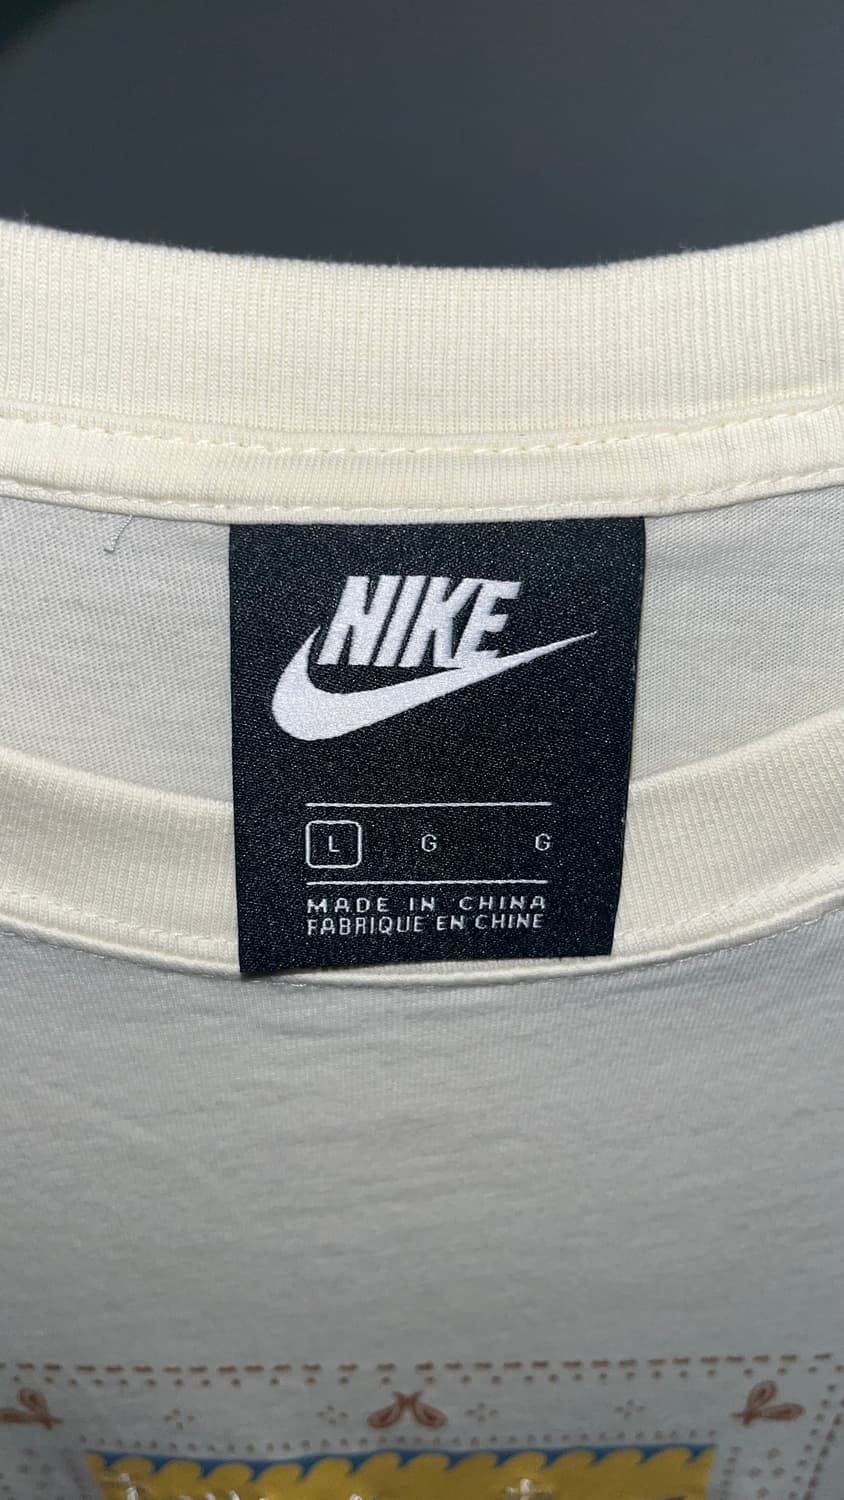 NIKE
L G G
MADE IN CHINA
FABRIQUE EN CHINE